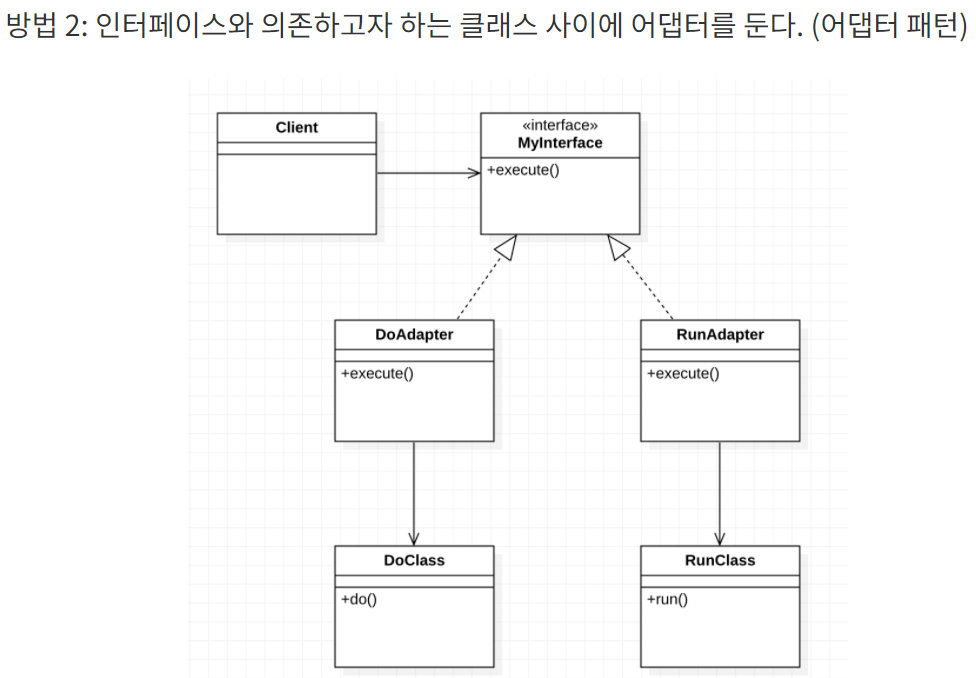 방법 2: 인터페이스와 의존하고자 하는 클래스 사이에 어댑터를 둔다. (어댑터 패턴)
Client
«interface»
MyInterface
+execute()
DoAdapter
+execute()
RunAdapter
+execute()
DoClass
+do()
RunClass
+run()